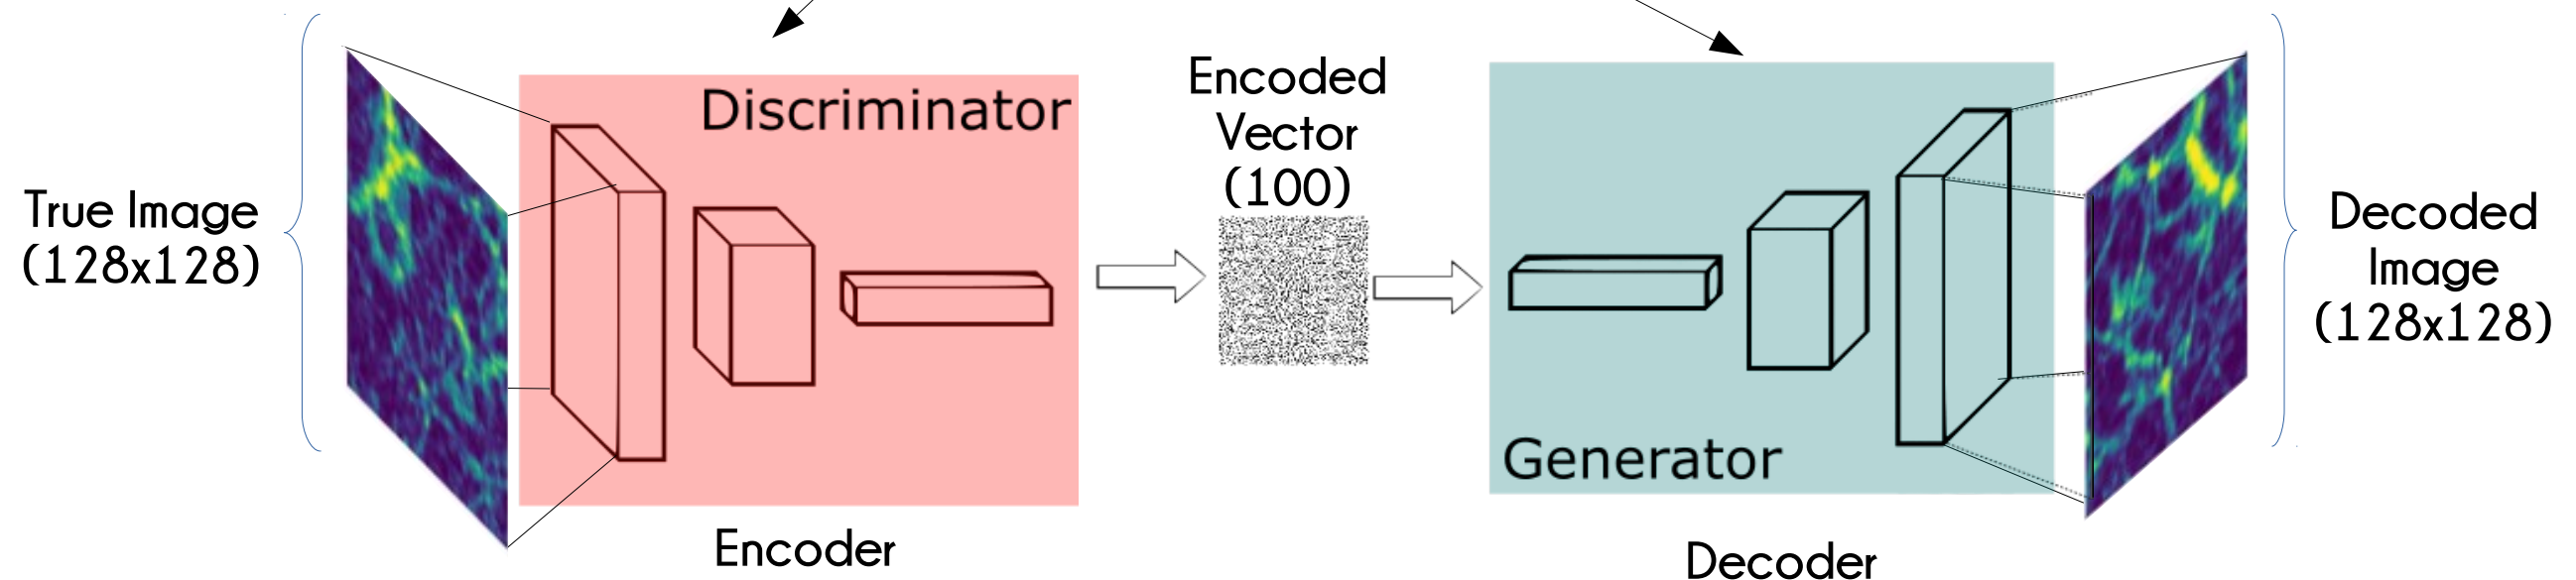 True Image
(128x128)
Discriminator
Encoder
Encoded
Vector
(100)
Generator
Decoder
Decoded
Image
(128x128)